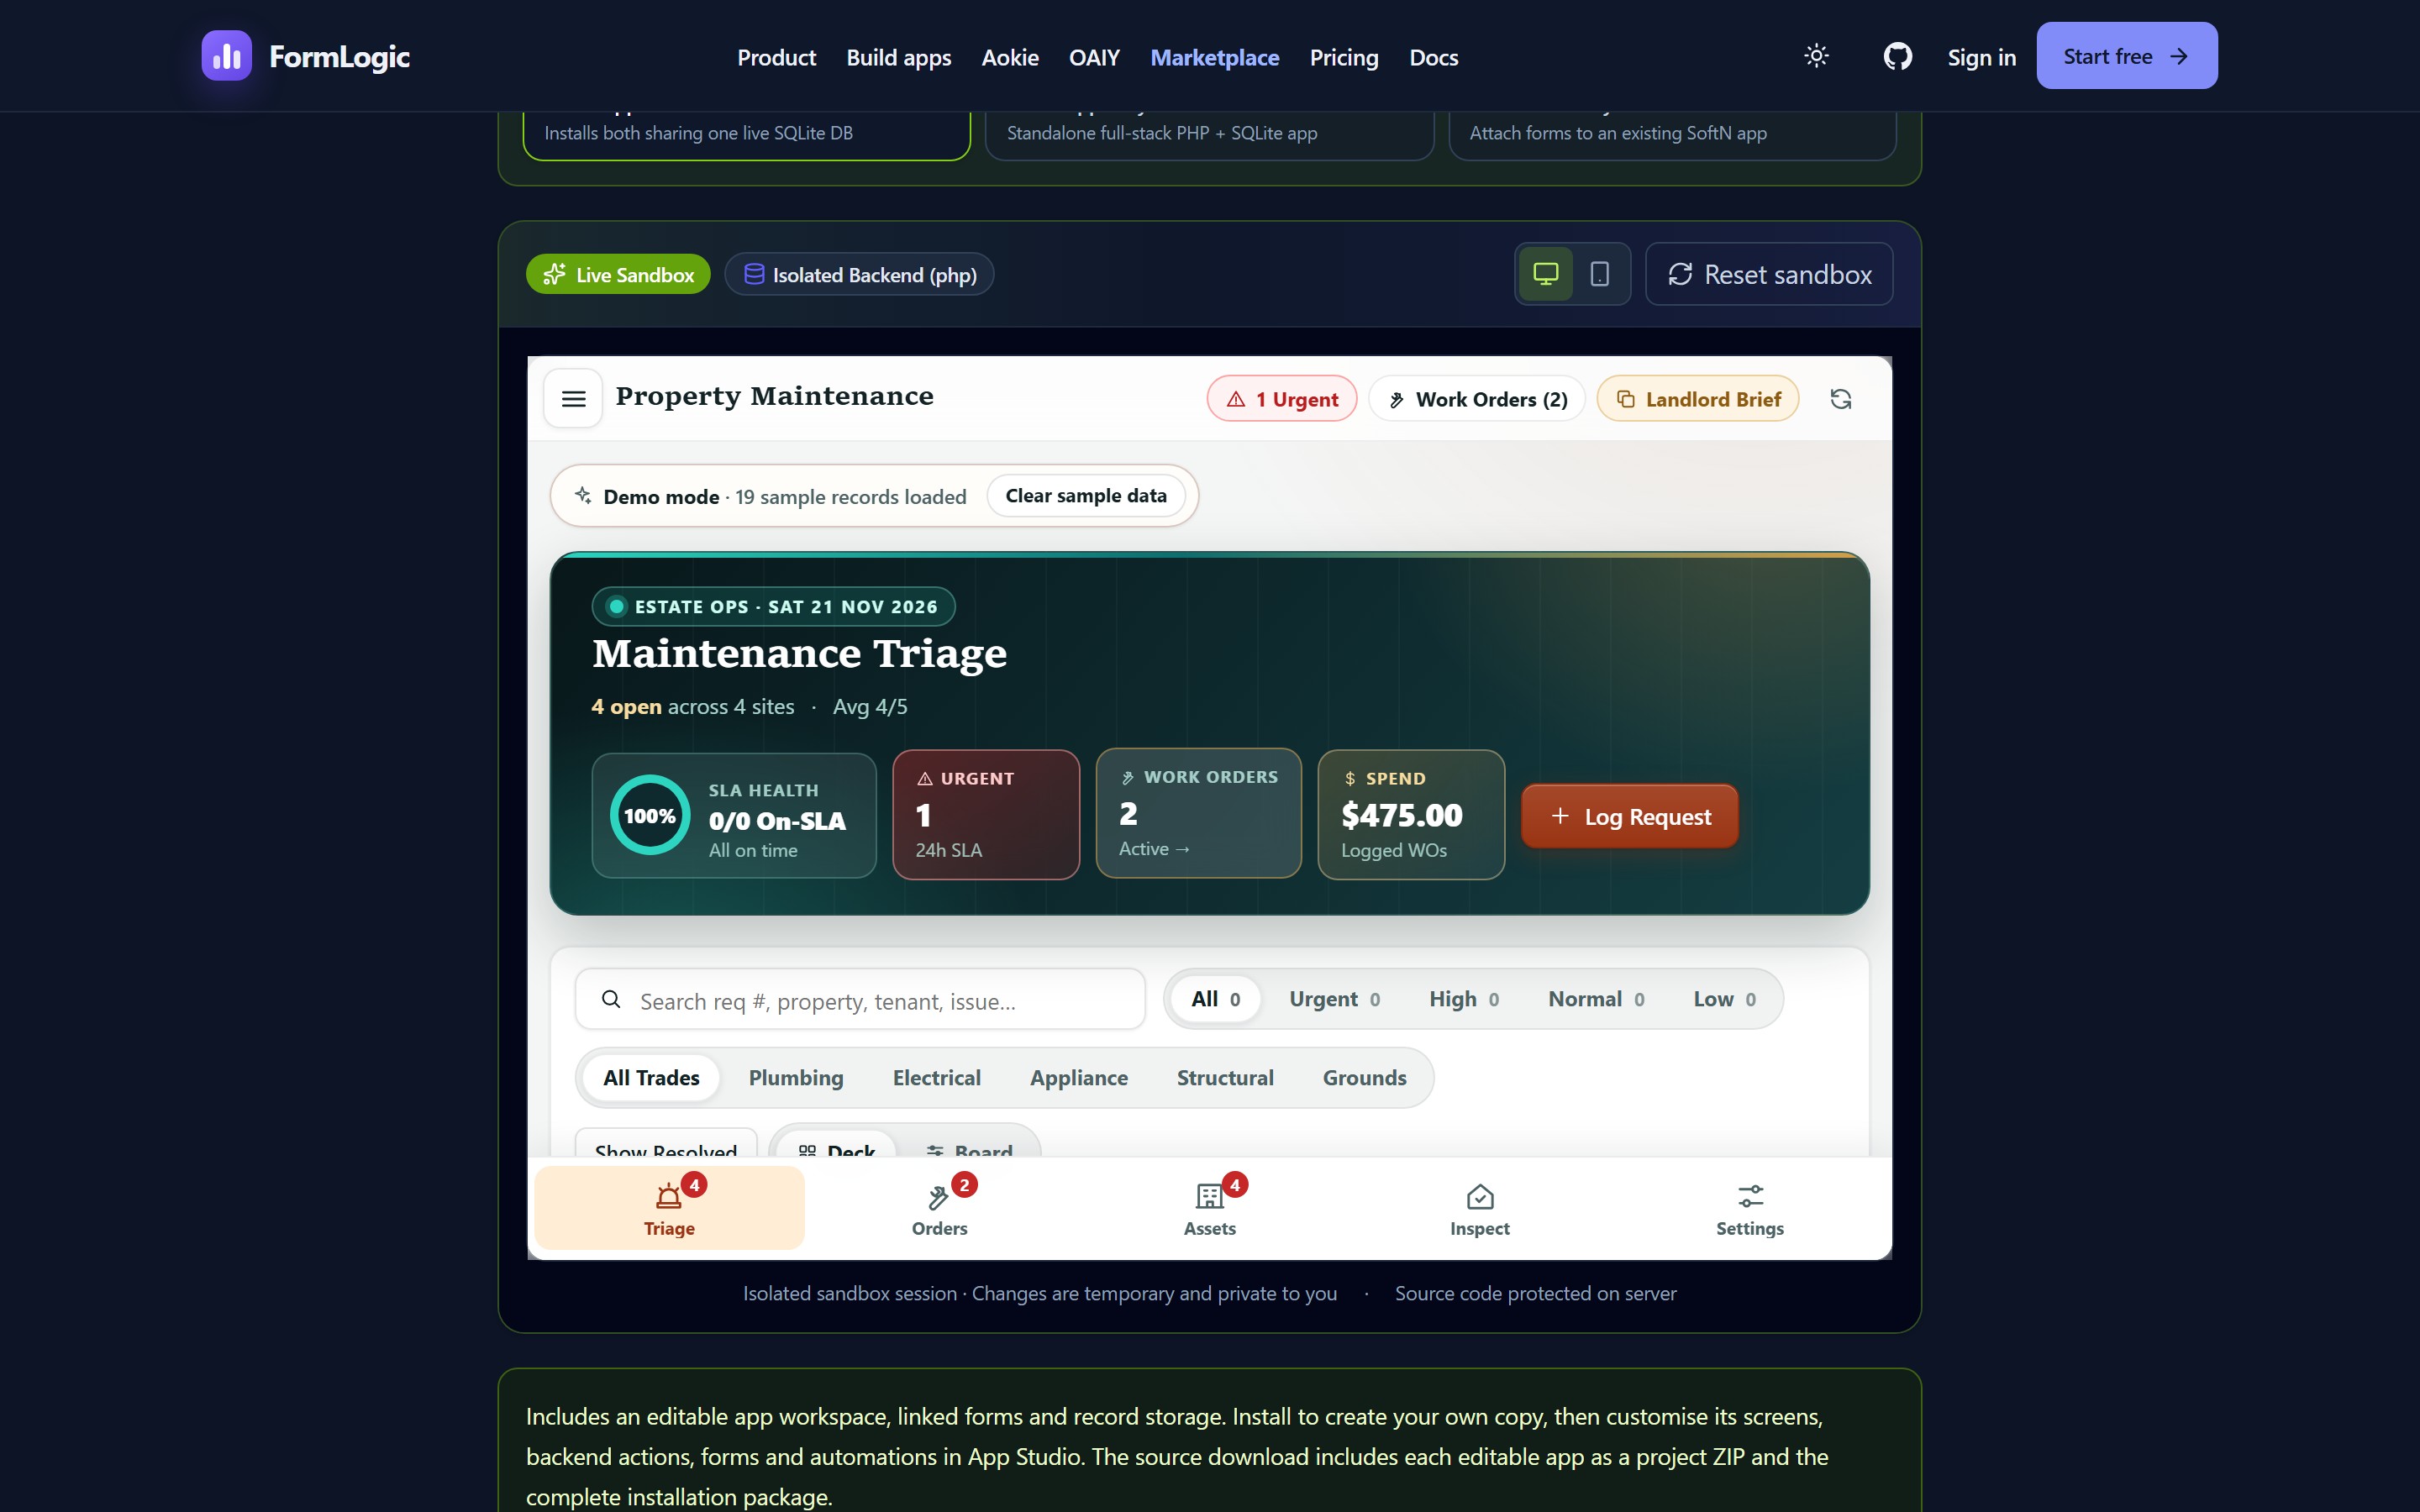 FormLogic
Product Build apps Aokie OAIY Marketplace Pricing Docs
Sign in
Start free
Installs both sharing one live SQLite DB
Standalone full-stack PHP + SQLite app
Attach forms to an existing SoftN app
Live Sandbox
Isolated Backend (php)
Reset sandbox
Property Maintenance
1 Urgent
Work Orders (2)
Landlord Brief
Demo mode · 19 sample records loaded
Clear sample data
ESTATE OPS · SAT 21 NOV 2026
Maintenance Triage
4 open across 4 sites · Avg 4/5
100%
SLA HEALTH
0/0 On-SLA
All on time
URGENT
1
24h SLA
WORK ORDERS
2
Active →
$ SPEND
$475.00
Logged WOs
+ Log Request
Search req #, property, tenant, issue...
All 0 Urgent 0 High 0 Normal 0 Low 0
All Trades Plumbing Electrical Appliance Structural Grounds
Show Resolved
Deck Board
4
Triage
2
Orders
4
Assets
Inspect
Settings
Isolated sandbox session · Changes are temporary and private to you · Source code protected on server
Includes an editable app workspace, linked forms and record storage. Install to create your own copy, then customise its screens,
backend actions, forms and automations in App Studio. The source download includes each editable app as a project ZIP and the
complete installation package.